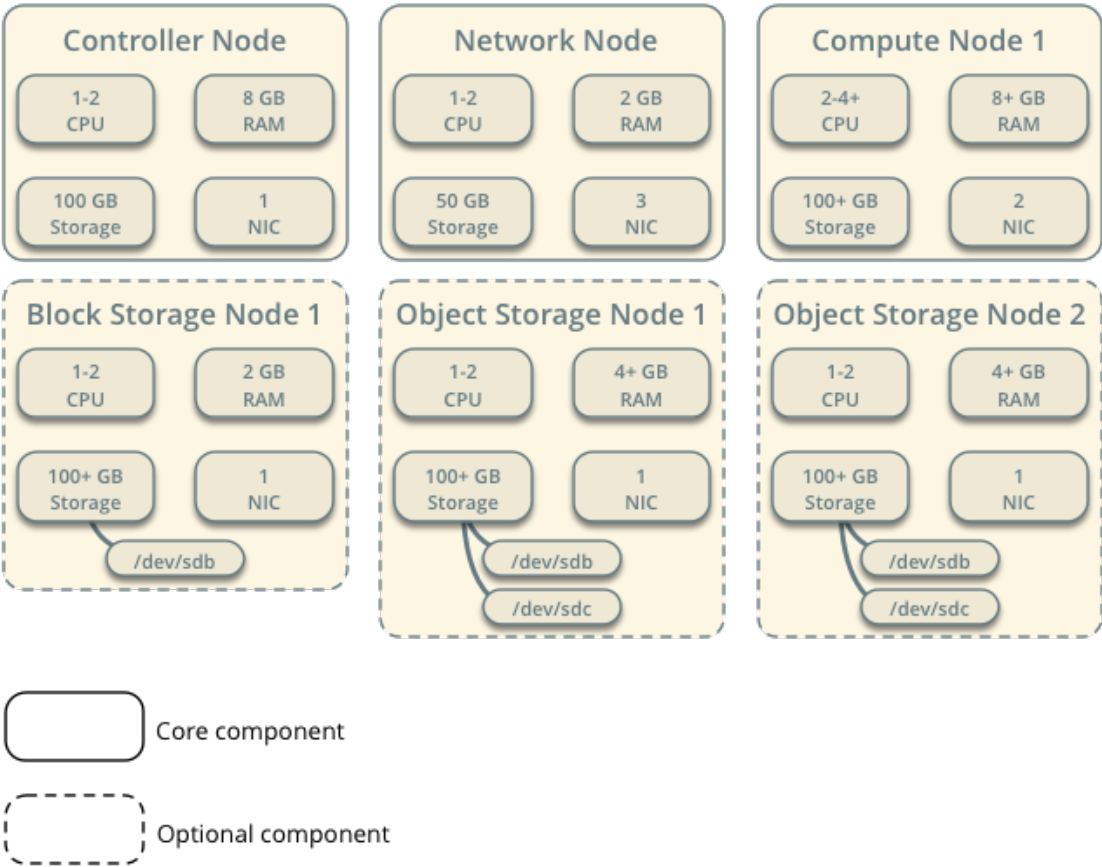 Controller Node
1-2
CPU
8 GB
RAM
100 GB
Storage
1
NIC
Network Node
1-2
CPU
2 GB
RAM
50 GB
Storage
3
NIC
Compute Node 1
2-4+
CPU
8+ GB
RAM
100+ GB
Storage
2
NIC
Block Storage Node 1
1-2
CPU
2 GB
RAM
100+ GB
Storage
1
NIC
/dev/sdb
Object Storage Node 1
1-2
CPU
4+ GB
RAM
100+ GB
Storage
1
NIC
/dev/sdb
/dev/sdc
Object Storage Node 2
1-2
CPU
4+ GB
RAM
100+ GB
Storage
1
NIC
/dev/sdb
/dev/sdc
Core component
Optional component